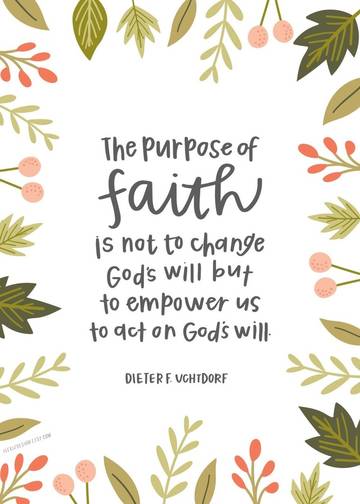 The purpose of
faith
is not to change
God's will but
to empower us
to act on God's will.
DIETER F. UCHTDORF